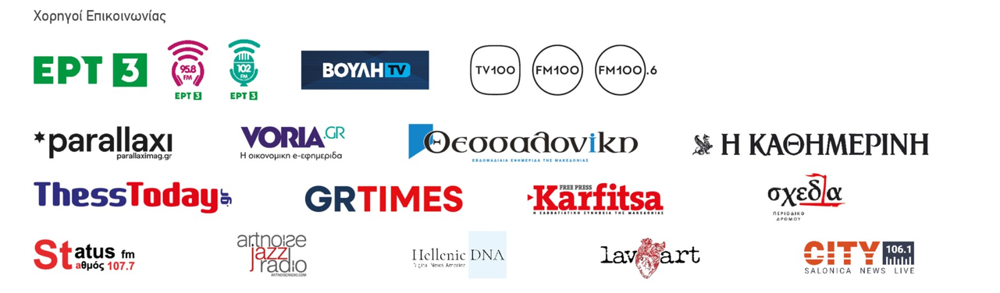 Χορηγοί Επικοινωνίας
ΕΡΤ 3
95.8
FM
ΕΡΤ 3
102
FM
ΕΡΤ 3
ΒΟΥΛΗ TV
TV100
FM100
FM100.6
parallaxi
parallaximag.gr
VORIA.GR
Η οικονομικη e-εφημεριδα
Θεσσαλονίκη
ΕΒΔΟΜΑΔΙΑΙΑ ΕΦΗΜΕΡΙΔΑ ΤΗΣ ΜΑΚΕΔΟΝΙΑΣ
Η ΚΑΘΗΜΕΡΙΝΗ
ThessToday.gr
GRTIMES
FREE PRESS
Karfitsa
Η ΣΑΒΒΑΤΙΑΤΙΚΗ ΣΥΝΗΘΕΙΑ ΤΗΣ ΜΑΚΕΔΟΝΙΑΣ
σχεδία
ΠΕΡΙΟΔΙΚΟ
ΔΡΟΜΟΥ
Status fm
αθμός 107.7
artnoise
jazz
radio
ARTNOISERADIO.COM
Hellenic DNA
Digital News America
lavart
CITY 106.1
SALONICA NEWS LIVE